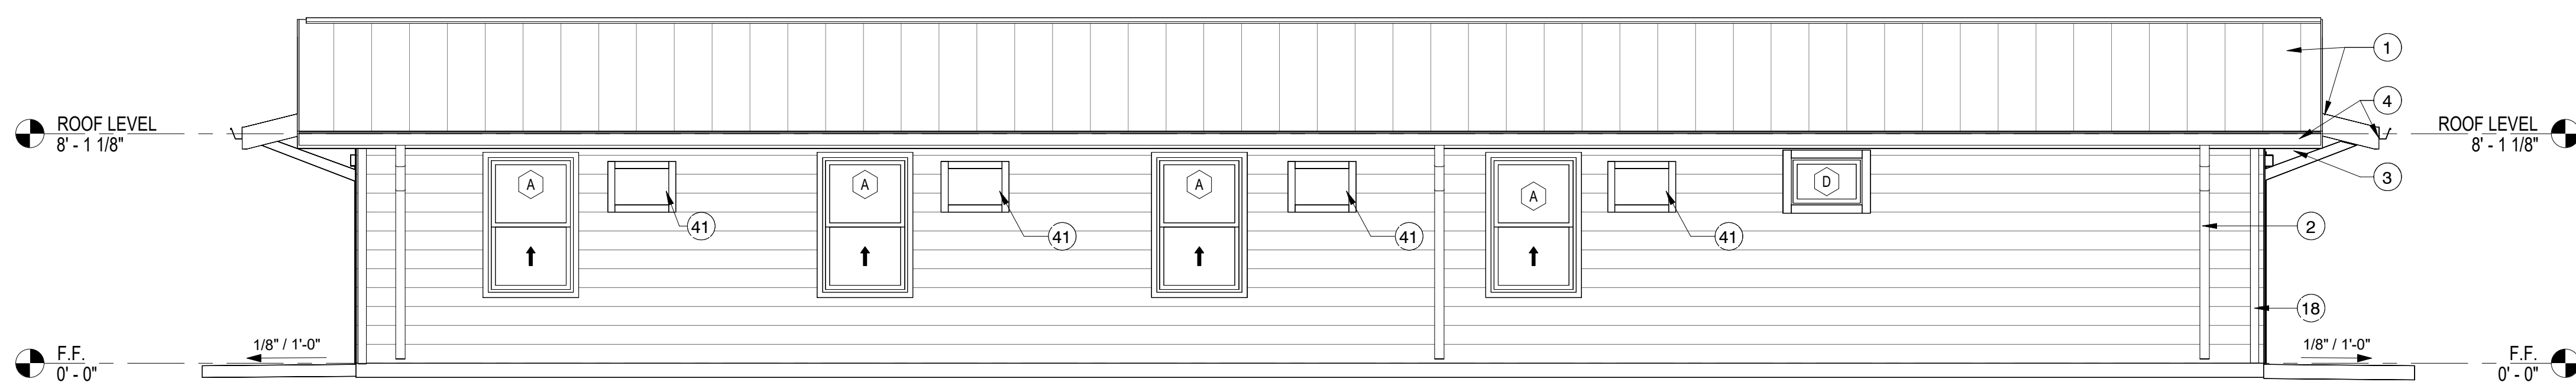 ROOF LEVEL
8' - 1 1/8"
F.F.
0' - 0"
1/8" / 1'-0"
A
41
A
41
A
41
A
41
D
1
4
3
2
18
1/8" / 1'-0"
ROOF LEVEL
8' - 1 1/8"
F.F.
0' - 0"